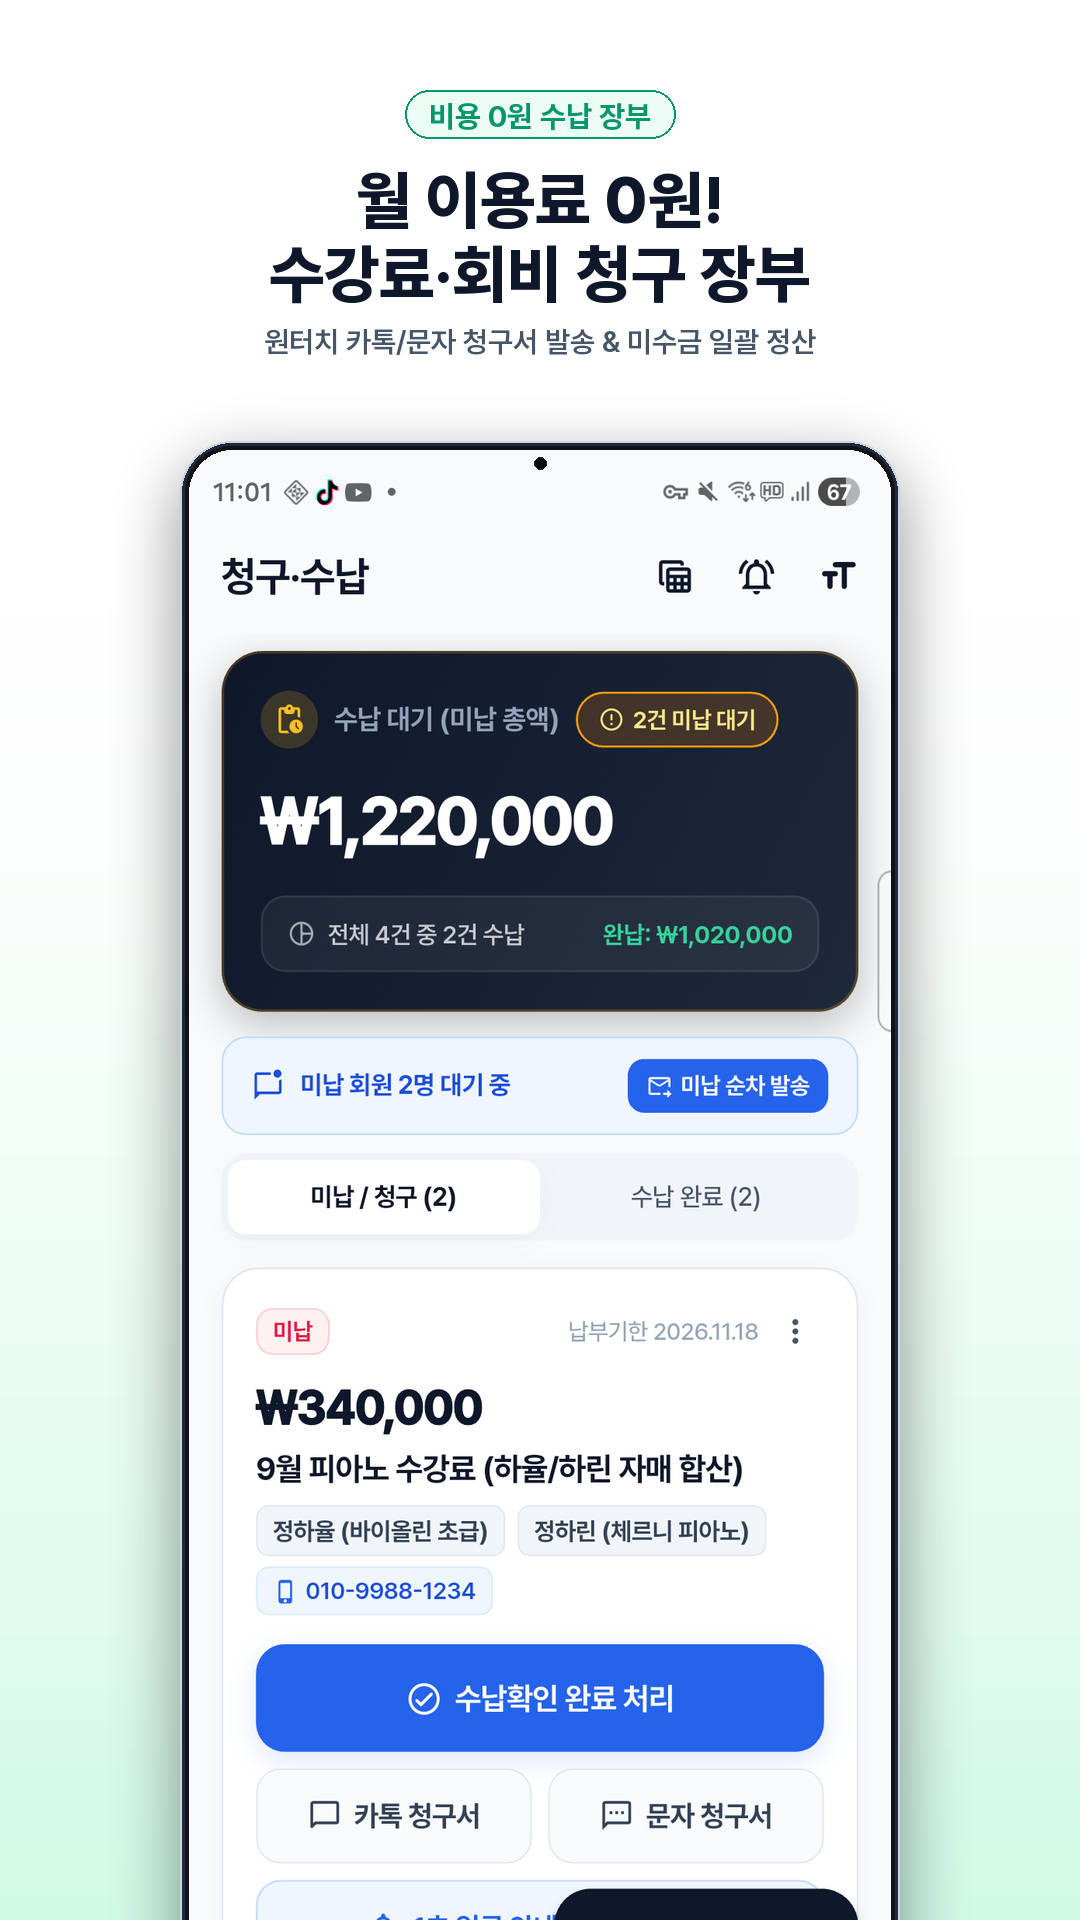 비용 0원 수납 장부
월 이용료 0원!
수강료·회비 청구 장부
원터치 카톡/문자 청구서 발송 & 미수금 일괄 정산
11:01
HD
67
청구·수납
수납 대기 (미납 총액)
2건 미납 대기
₩1,220,000
전체 4건 중 2건 수납
완납: ₩1,020,000
미납 회원 2명 대기 중
미납 순차 발송
미납 / 청구 (2)
수납 완료 (2)
미납
납부기한 2026.11.18
₩340,000
9월 피아노 수강료 (하율/하린 자매 합산)
정하율 (바이올린 초급)
정하린 (체르니 피아노)
010-9988-1234
수납확인 완료 처리
카톡 청구서
문자 청구서